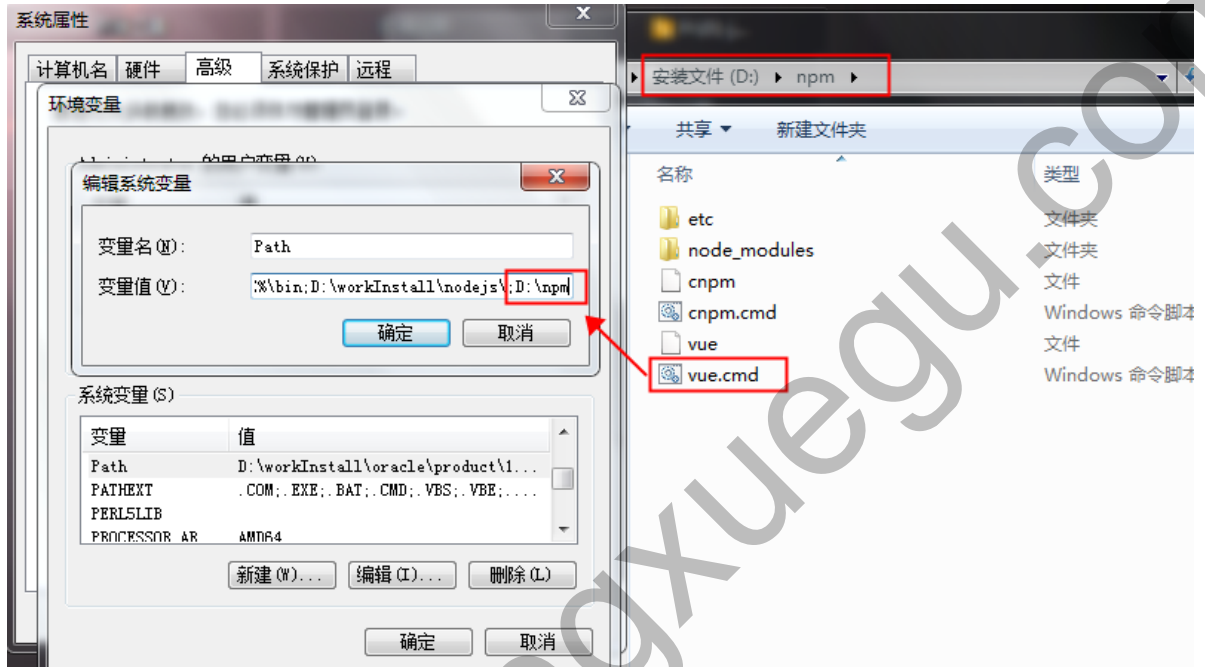 系统属性
计算机名 硬件 高级 系统保护 远程
环境变量
编辑系统变量
变量名(N): Path
变量值(V): %\bin;D:\workInstall\nodejs\;D:\npm
确定 取消
系统变量(S)
变量 值
Path D:\workInstall\oracle\product\1...
PATHEXT .COM;.EXE;.BAT;.CMD;.VBS;.VBE;....
PERL5LIB
PROCESSOR_AR AMD64
新建(W)... 编辑(I)... 删除(L)
确定 取消
安装文件 (D:) npm
共享 新建文件夹
名称 类型
etc 文件夹
node_modules 文件夹
cnpm 文件
cnpm.cmd Windows 命令脚本
vue 文件
vue.cmd Windows 命令脚本
gxuegu.com